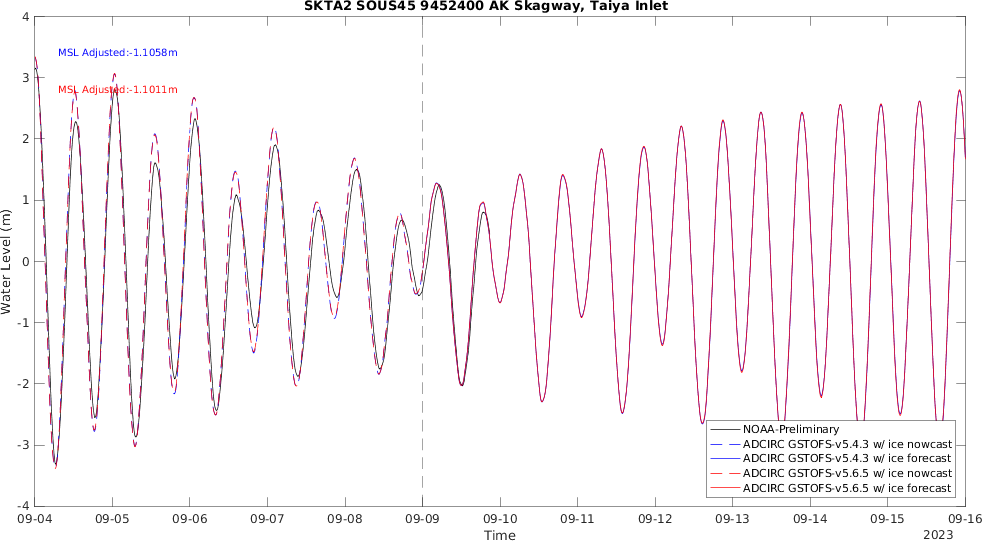 SKTA2 SOUS45 9452400 AK Skagway, Taiya Inlet
4
MSL Adjusted:-1.1058m
3
MSL Adjusted:-1.1011m
2
1
0
-1
-2
-3
-4
Water Level (m)
NOAA-Preliminary
ADCIRC GSTOFS-v5.4.3 w/ ice nowcast
ADCIRC GSTOFS-v5.4.3 w/ ice forecast
ADCIRC GSTOFS-v5.6.5 w/ ice nowcast
ADCIRC GSTOFS-v5.6.5 w/ ice forecast
09-04 09-05 09-06 09-07 09-08 09-09 09-10 09-11 09-12 09-13 09-14 09-15 09-16
Time
2023